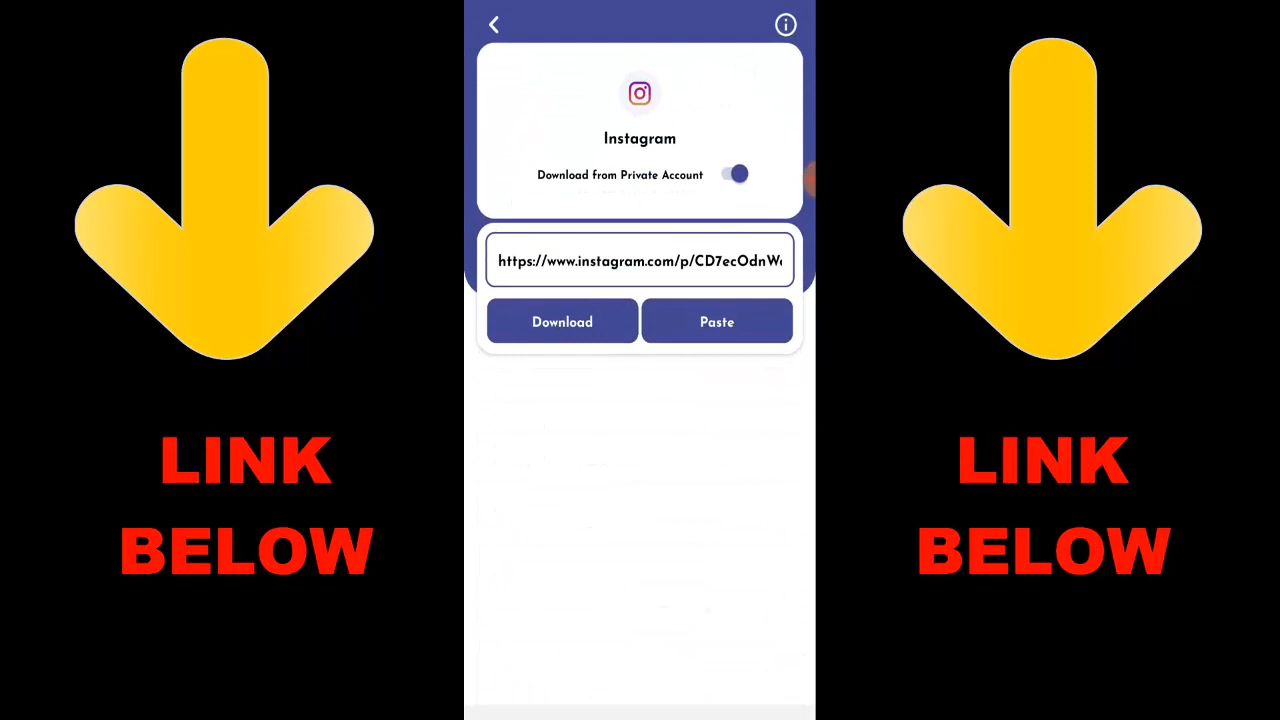 Instagram
Download from Private Account
https://www.instagram.com/p/CD7ecOdnW
Download
Paste
LINK
BELOW
LINK
BELOW